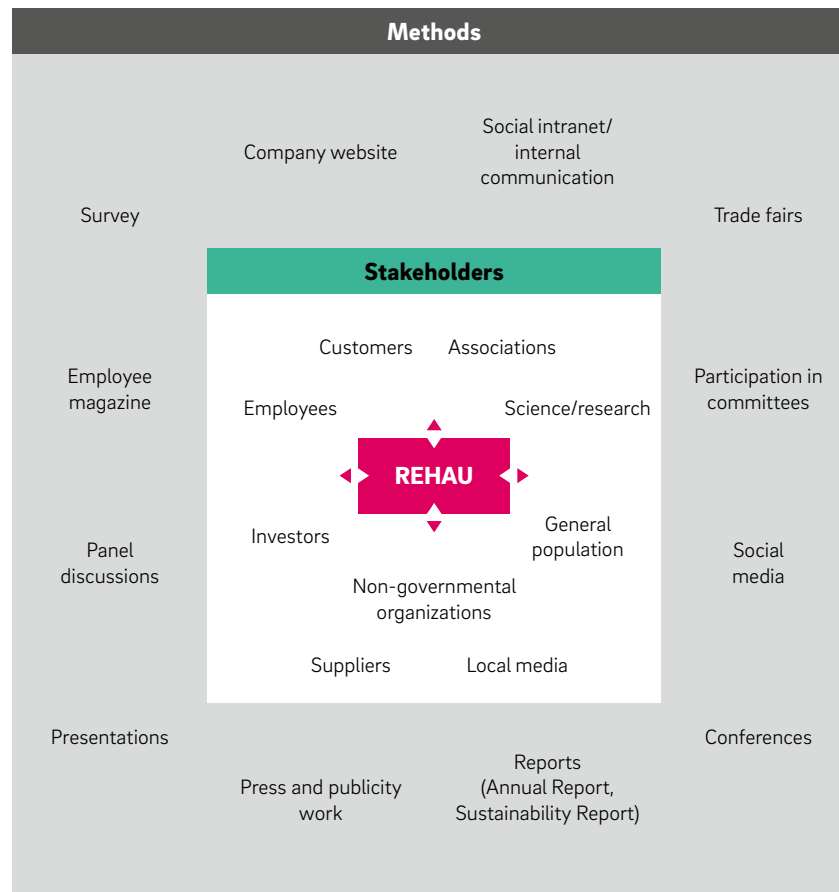 Methods
Company website
Social intranet/
internal
communication
Survey
Trade fairs
Stakeholders
Customers
Associations
Employee
magazine
Participation in
committees
Employees
Science/research
REHAU
Investors
General
population
Panel
discussions
Social
media
Non-governmental
organizations
Suppliers
Local media
Presentations
Conferences
Press and publicity
work
Reports
(Annual Report,
Sustainability Report)